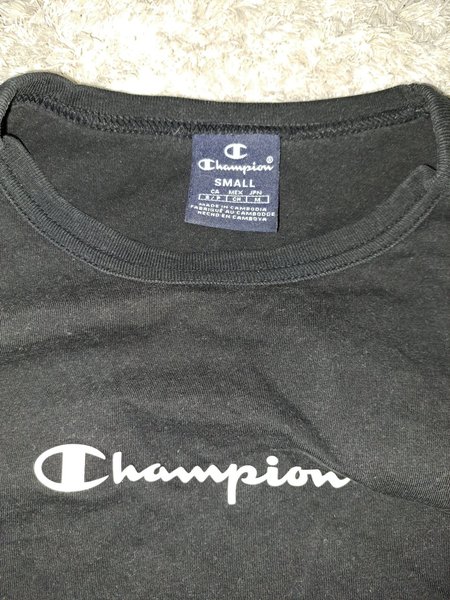 Champion®
SMALL
CA MEX JPN
S/P CH M
MADE IN CAMBODIA
FABRIQUÉ AU CAMBODGE
HECHO EN CAMBOYA
Champion